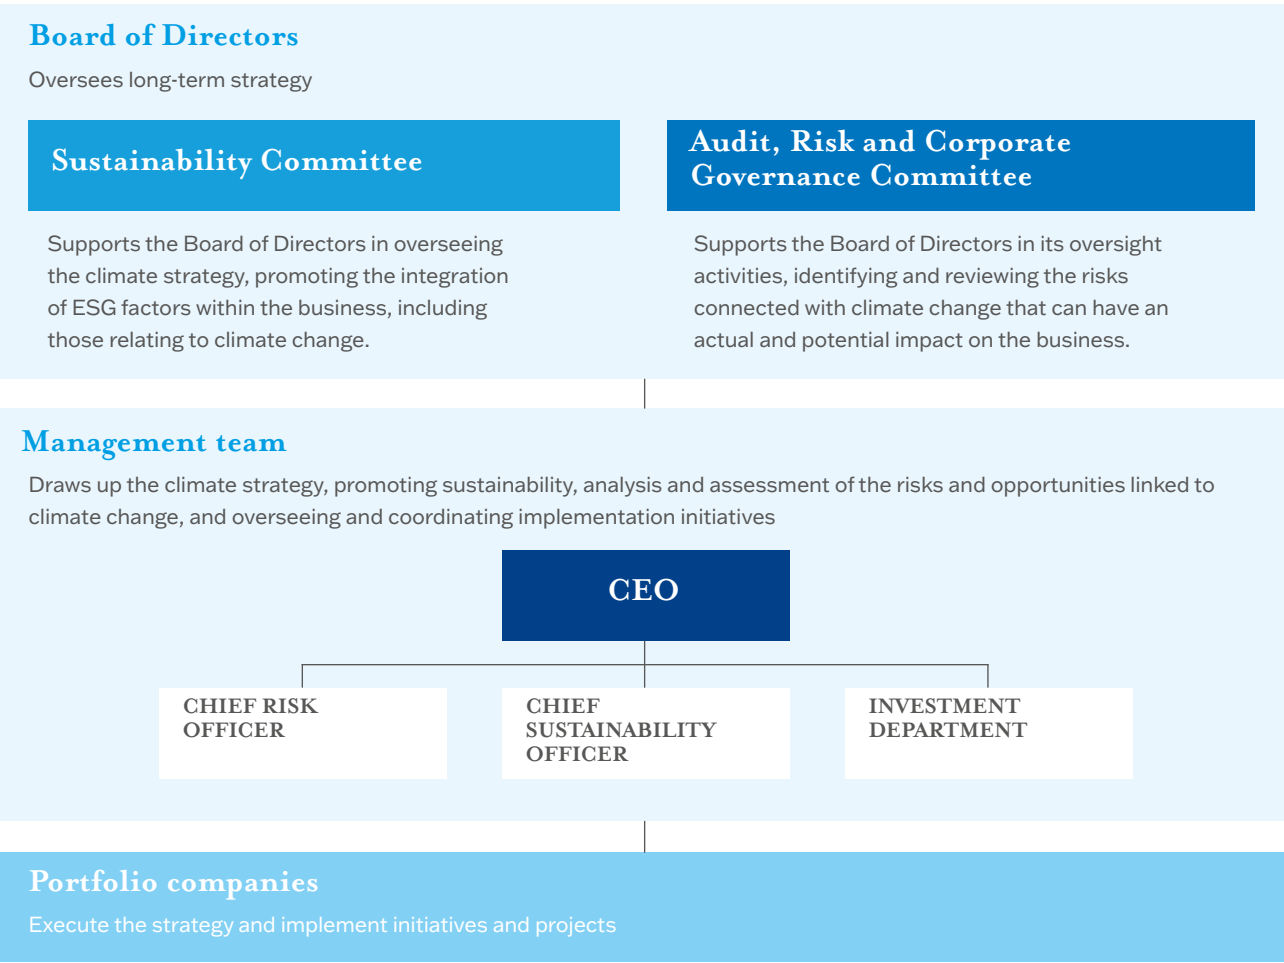 Board of Directors
Oversees long-term strategy
Sustainability Committee
Supports the Board of Directors in overseeing
the climate strategy, promoting the integration
of ESG factors within the business, including
those relating to climate change.
Audit, Risk and Corporate
Governance Committee
Supports the Board of Directors in its oversight
activities, identifying and reviewing the risks
connected with climate change that can have an
actual and potential impact on the business.
Management team
Draws up the climate strategy, promoting sustainability, analysis and assessment of the risks and opportunities linked to
climate change, and overseeing and coordinating implementation initiatives
CEO
CHIEF RISK
OFFICER
CHIEF
SUSTAINABILITY
OFFICER
INVESTMENT
DEPARTMENT
Portfolio companies
Execute the strategy and implement initiatives and projects